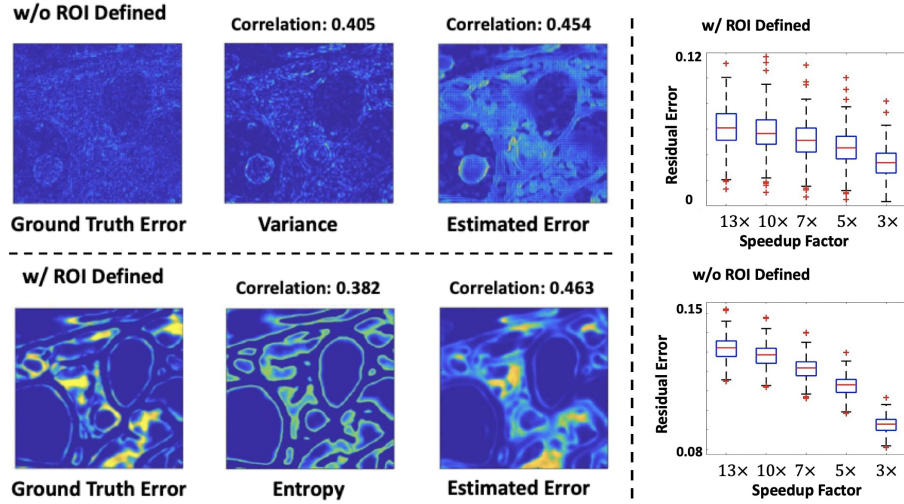 w/o ROI Defined
Correlation: 0.405
Correlation: 0.454
Ground Truth Error
Variance
Estimated Error
w/ ROI Defined
Correlation: 0.382
Correlation: 0.463
Ground Truth Error
Entropy
Estimated Error
w/ ROI Defined
0.12
Residual Error
0
13× 10× 7× 5× 3×
Speedup Factor
w/o ROI Defined
0.15
Residual Error
0.08
13× 10× 7× 5× 3×
Speedup Factor